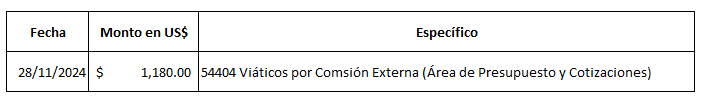 Fecha Monto en US$ Específico
28/11/2024 $ 1,180.00 54404 Viáticos por Comsión Externa (Área de Presupuesto y Cotizaciones)